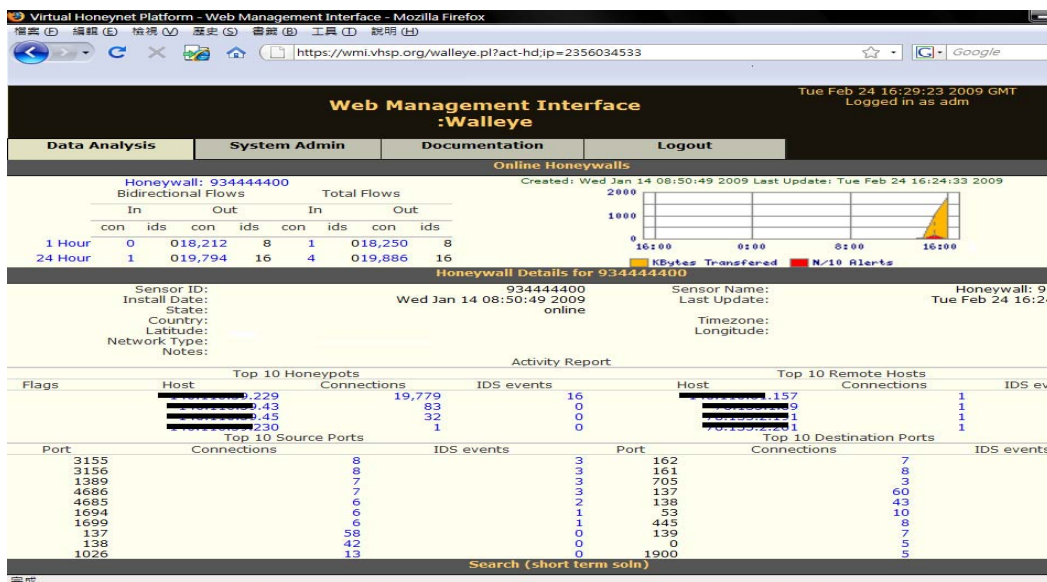 Virtual Honeynet Platform - Web Management Interface - Mozilla Firefox
檔案(F) 編輯(E) 檢視(V) 歷史(S) 書籤(B) 工具(T) 說明(H)
https://wmi.vhsp.org/walleye.pl?act-hd;ip=2356034533
Google
Tue Feb 24 16:29:23 2009 GMT
Logged in as adm
Web Management Interface
:Walleye
Data Analysis System Admin Documentation Logout
Online Honeywalls
Honeywall: 934444400
Created: Wed Jan 14 08:50:49 2009 Last Update: Tue Feb 24 16:24:33 2009
Bidirectional Flows Total Flows
In Out In Out
con ids con ids con ids con ids
1 Hour 0 018,212 8 1 018,250 8
24 Hour 1 019,794 16 4 019,886 16
2000
1000
0
16:00 0:00 8:00 16:00
KBytes Transfered N/10 Alerts
Honeywall Details for 934444400
Sensor ID: 934444400 Sensor Name: Honeywall: 9
Install Date: Wed Jan 14 08:50:49 2009 Last Update: Tue Feb 24 16:2
State: online
Country: Timezone:
Latitude: Longitude:
Network Type:
Notes:
Activity Report
Top 10 Honeypots Top 10 Remote Hosts
Flags Host Connections IDS events Host Connections IDS ev
.229 19,779 16 .157 1
.43 83 0 1
.45 32 0 1
230 1 0 1
Top 10 Source Ports Top 10 Destination Ports
Port Connections IDS events Port Connections IDS events
3155 8 3 162 7
3156 8 3 161 8
1389 7 3 705 3
4686 7 3 137 60
4685 6 2 138 43
1694 6 1 53 10
1699 6 1 445 8
137 58 0 139 7
138 42 0 0 5
1026 13 0 1900 5
Search (short term soln)
完成